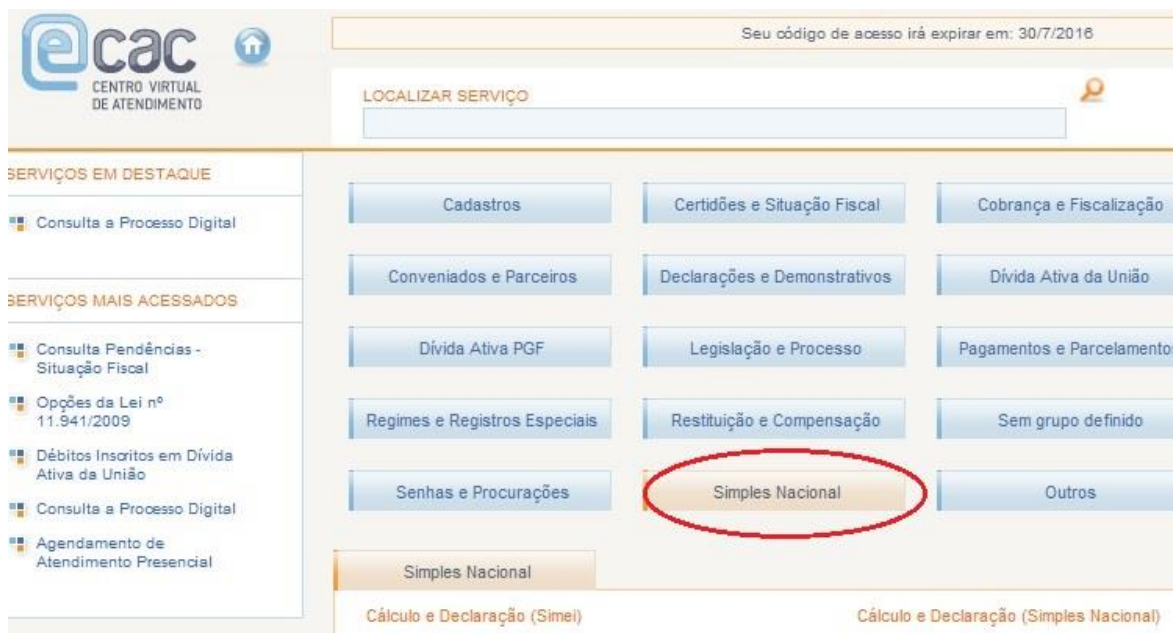 e cac
CENTRO VIRTUAL
DE ATENDIMENTO
Seu código de acesso irá expirar em: 30/7/2016
LOCALIZAR SERVIÇO
SERVIÇOS EM DESTAQUE
Consulta a Processo Digital
SERVIÇOS MAIS ACESSADOS
Consulta Pendências -
Situação Fiscal
Opções da Lei nº
11.941/2009
Débitos Inscritos em Dívida
Ativa da União
Consulta a Processo Digital
Agendamento de
Atendimento Presencial
Cadastros
Certidões e Situação Fiscal
Cobrança e Fiscalização
Conveniados e Parceiros
Declarações e Demonstrativos
Dívida Ativa da União
Dívida Ativa PGF
Legislação e Processo
Pagamentos e Parcelamento
Regimes e Registros Especiais
Restituição e Compensação
Sem grupo definido
Senhas e Procurações
Simples Nacional
Outros
Simples Nacional
Cálculo e Declaração (Simei)
Cálculo e Declaração (Simples Nacional)